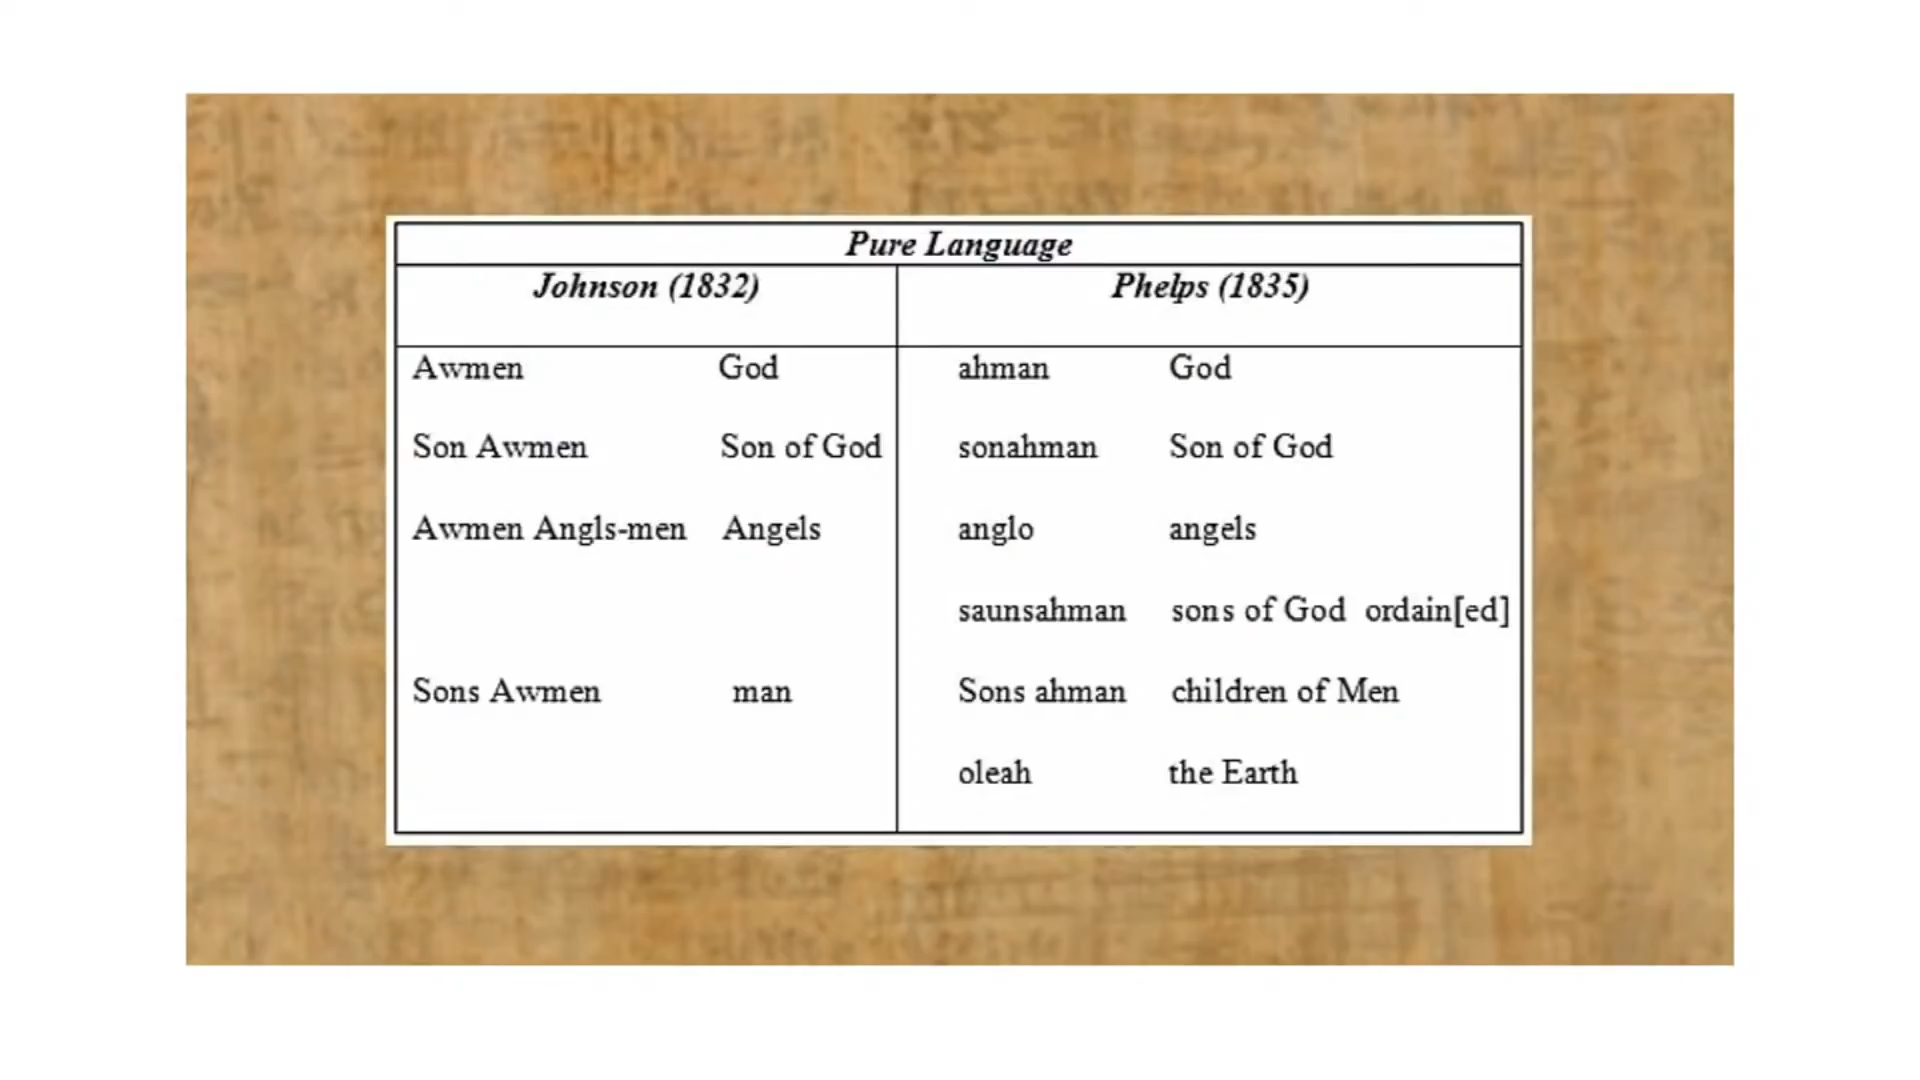 Pure Language
Johnson (1832) Phelps (1835)
Awmen God ahman God
Son Awmen Son of God sonahman Son of God
Awmen Angls-men Angels anglo angels
saunsahman sons of God ordain[ed]
Sons Awmen man Sons ahman children of Men
oleah the Earth